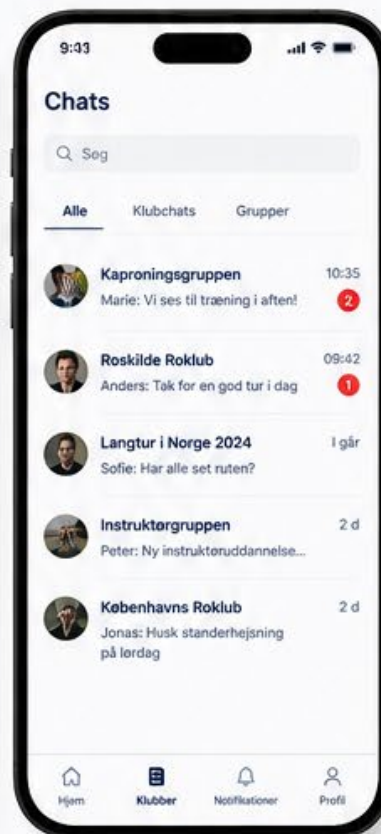 9:43
Chats
Søg
Alle Klubchats Grupper
Kaproningsgruppen 10:35
Marie: Vi ses til træning i aften! 2
Roskilde Roklub 09:42
Anders: Tak for en god tur i dag 1
Langtur i Norge 2024 I går
Sofie: Har alle set ruten?
Instruktørgruppen 2 d
Peter: Ny instruktøruddannelse...
Københavns Roklub 2 d
Jonas: Husk standerhejsning
på lørdag
Hjem Klubber Notifikationer Profil